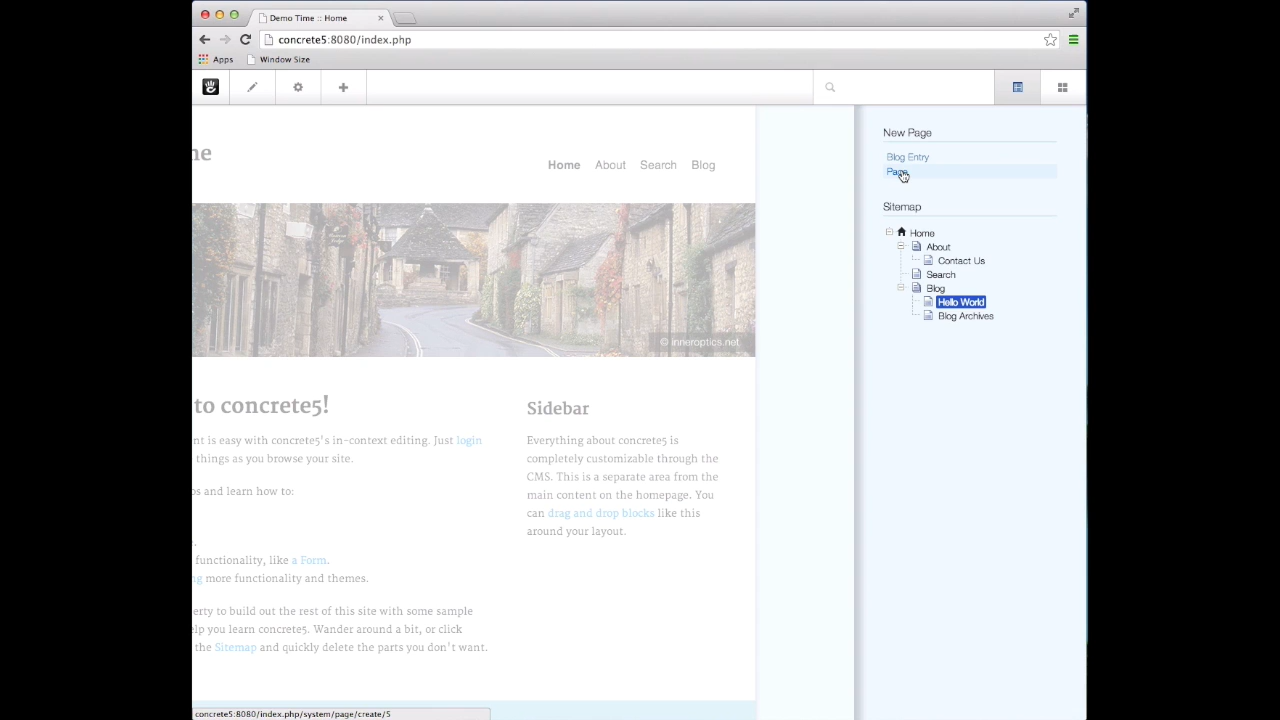 Demo Time :: Home
concrete5:8080/index.php
Apps
Window Size
me
Home
About
Search
Blog
© inneroptics.net
to concrete5!
nt is easy with concrete5's in-context editing. Just login
things as you browse your site.
os and learn how to:
functionality, like a Form.
ng more functionality and themes.
erty to build out the rest of this site with some sample
elp you learn concrete5. Wander around a bit, or click
the Sitemap and quickly delete the parts you don't want.
Sidebar
Everything about concrete5 is
completely customizable through the
CMS. This is a separate area from the
main content on the homepage. You
can drag and drop blocks like this
around your layout.
New Page
Blog Entry
Page
Sitemap
Home
About
Contact Us
Search
Blog
Hello World
Blog Archives
concrete5:8080/index.php/system/page/create/5